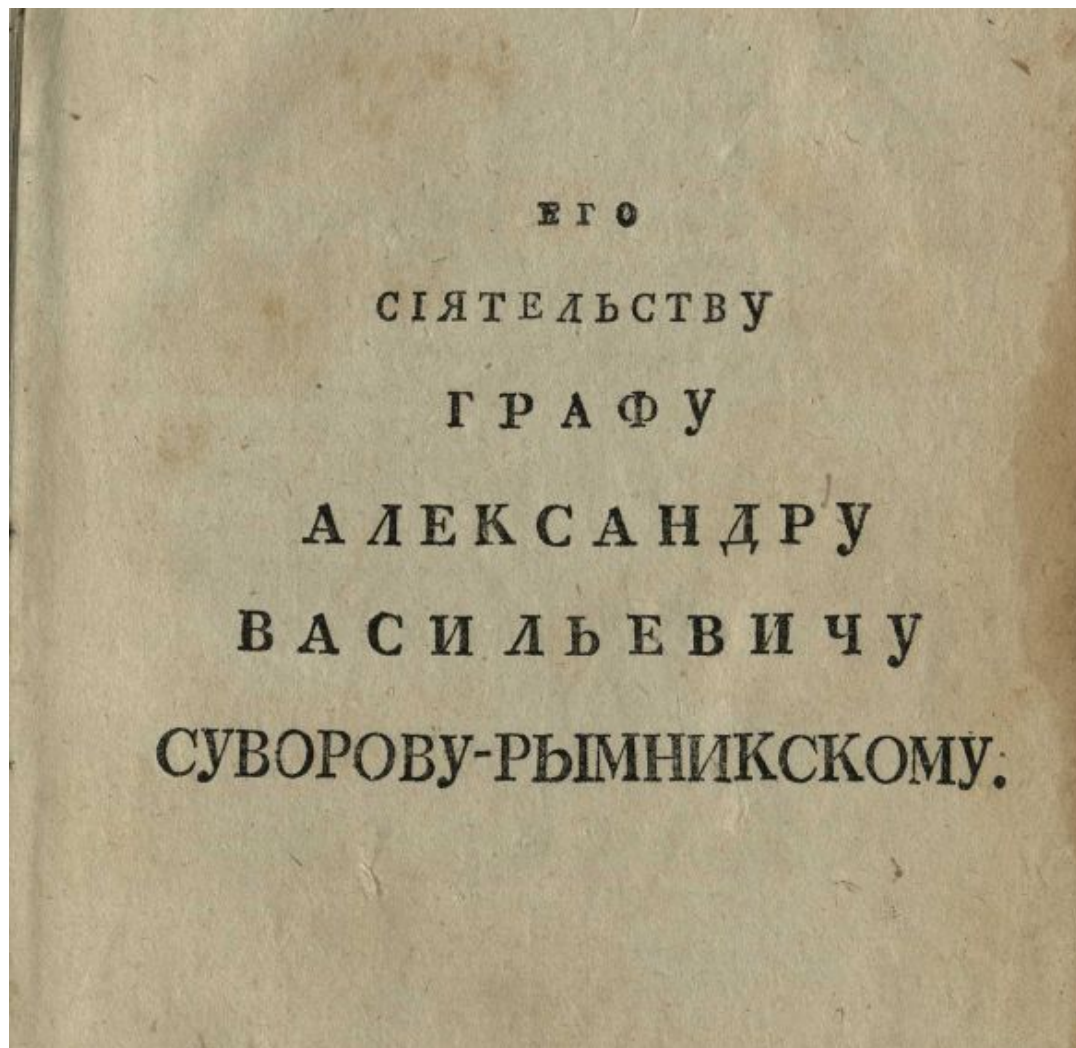 ЕГО
СІЯТЕЛЬСТВУ
ГРАФУ
АЛЕКСАНДРУ
ВАСИЛЬЕВИЧУ
СУВОРОВУ-РЫМНИКСКОМУ.